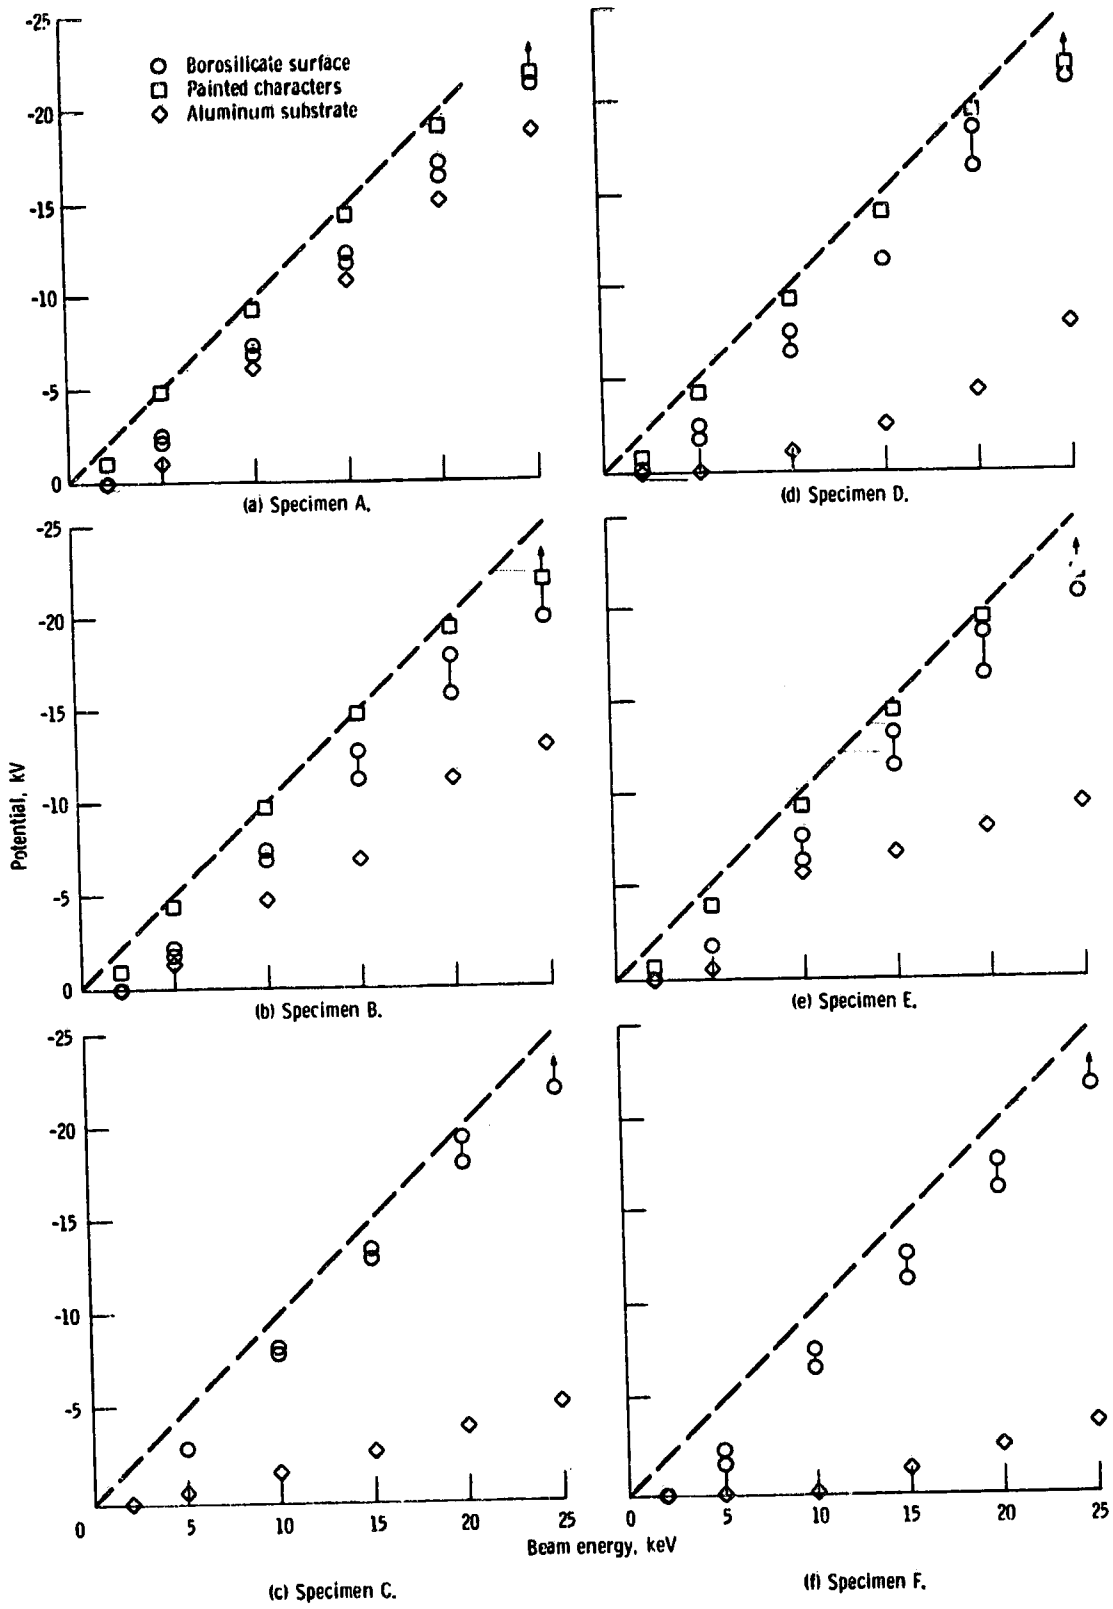 -25
-20
-15
-10
-5
0
Borosilicate surface
Painted characters
Aluminum substrate
(a) Specimen A.
(d) Specimen D.
-25
-20
-15
-10
-5
0
Potential, kV
(b) Specimen B.
(e) Specimen E.
-25
-20
-15
-10
-5
0 5 10 15 20 25
0 5 10 15 20 25
Beam energy, keV
(c) Specimen C.
(f) Specimen F.